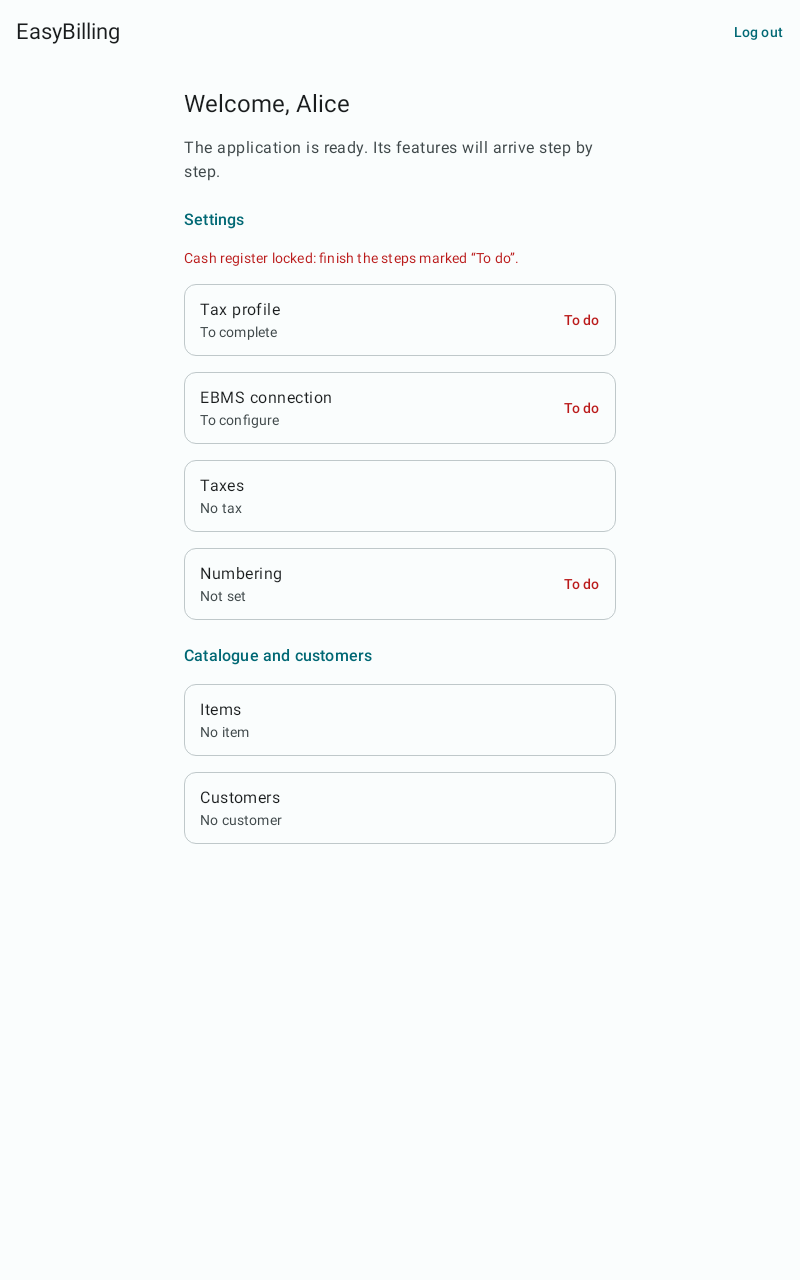 EasyBilling
Log out
Welcome, Alice
The application is ready. Its features will arrive step by
step.
Settings
Cash register locked: finish the steps marked “To do”.
Tax profile
To complete
To do
EBMS connection
To configure
To do
Taxes
No tax
Numbering
Not set
To do
Catalogue and customers
Items
No item
Customers
No customer